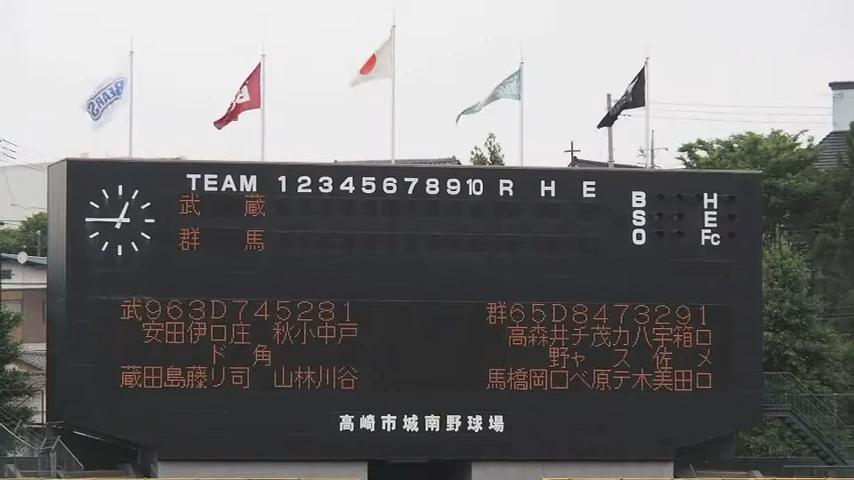 BEARS
TEAM 1 2 3 4 5 6 7 8 9 10 R H E
武蔵
群馬
B H
S E
O Fc
武963D745281
安田伊ロ庄 秋小中戸
ド 角
蔵田島藤リ司 山林川谷
群65D8473291
高森井チ茂カ八宇箱ロ
野ャ ス 佐 メ
馬橋岡ロペ原テ木美田ロ
高崎市城南野球場